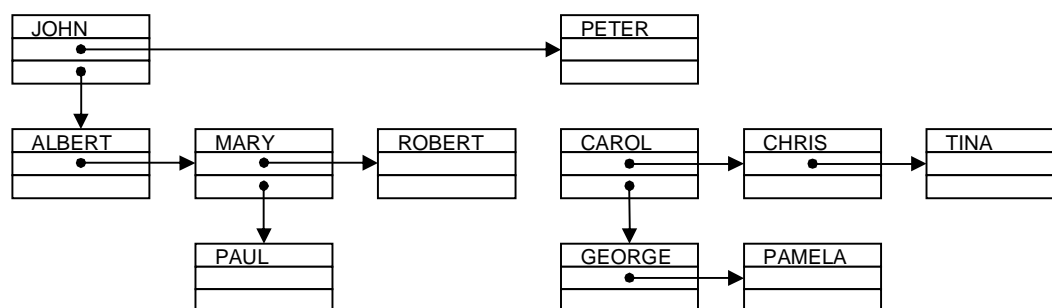 JOHN
PETER
ALBERT
MARY
ROBERT
CAROL
CHRIS
TINA
PAUL
GEORGE
PAMELA